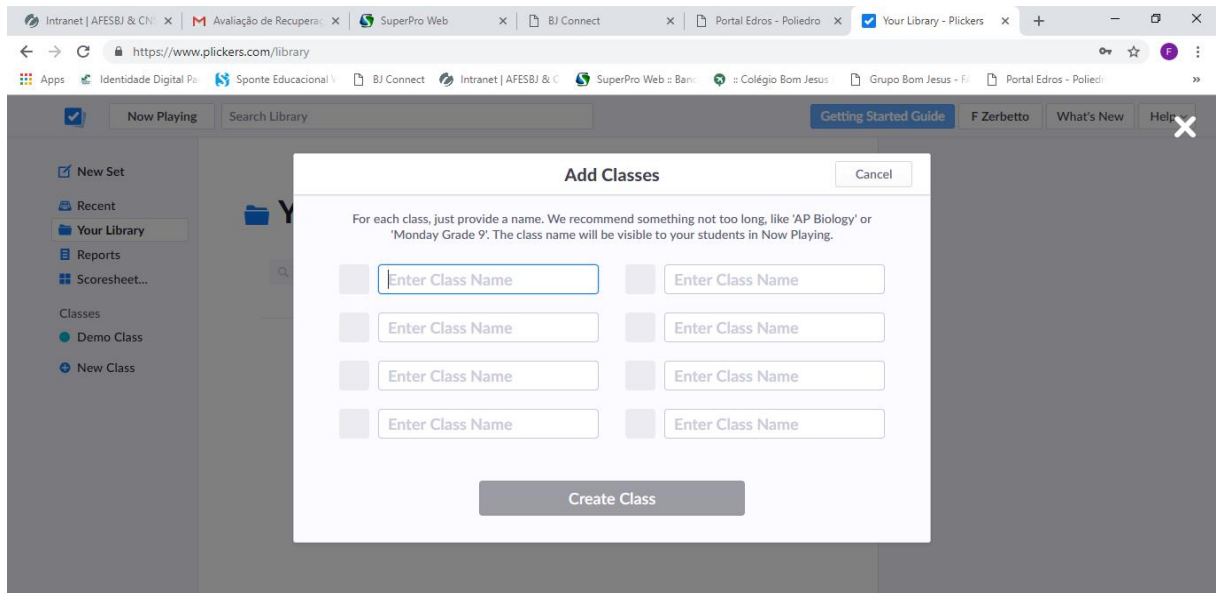 Intranet | AFESBJ & CNS
Avaliação de Recuperaç
SuperPro Web
BJ Connect
Portal Edros - Poliedro
Your Library - Plickers
https://www.plickers.com/library
Apps
Identidade Digital Pa
Sponte Educacional
BJ Connect
Intranet | AFESBJ & C
SuperPro Web :: Banc
:: Colégio Bom Jesus
Grupo Bom Jesus - FA
Portal Edros - Poliedr
»
Now Playing
Search Library
Getting Started Guide
F Zerbetto
What's New
Help
New Set
Recent
Your Library
Reports
Scoresheet...
Classes
Demo Class
New Class
Y
Add Classes
Cancel
For each class, just provide a name. We recommend something not too long, like 'AP Biology' or
'Monday Grade 9'. The class name will be visible to your students in Now Playing.
Enter Class Name Enter Class Name
Enter Class Name Enter Class Name
Enter Class Name Enter Class Name
Enter Class Name Enter Class Name
Create Class